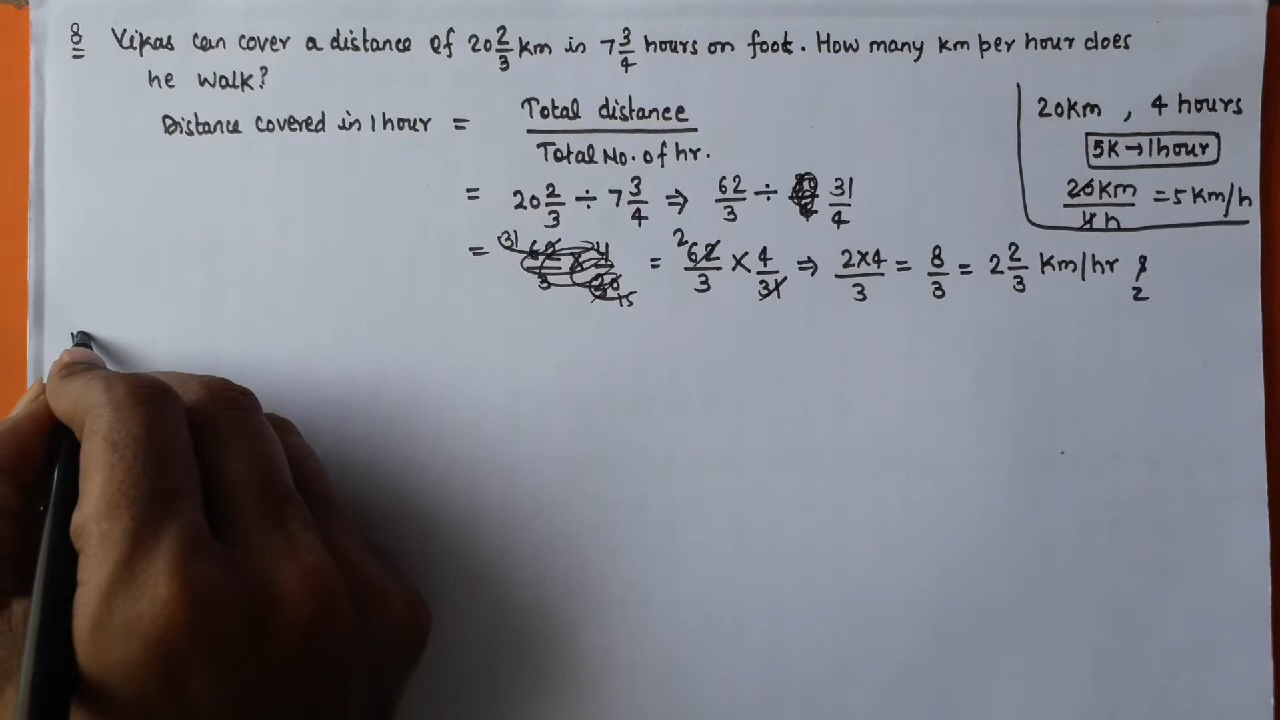 8 Vikas can cover a distance of 20 2/3 km in 7 3/4 hours on foot. How many km per hour does
he walk?
Distance covered in 1 hour = Total distance / Total No. of hr.
= 20 2/3 ÷ 7 3/4 ⇒ 62/3 ÷ 31/4
= = 62/3 × 4/31 ⇒ 2×4/3 = 8/3 = 2 2/3 Km/hr
2
20km , 4 hours
5K → 1hour
20km/4h = 5 Km/h